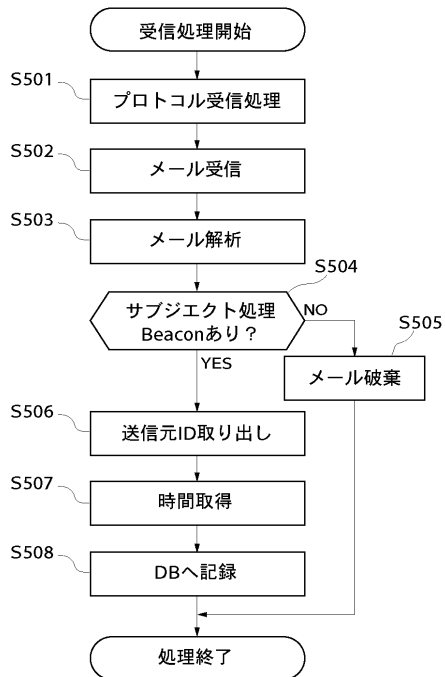 受信処理開始
S501
プロトコル受信処理
S502
メール受信
S503
メール解析
S504
サブジエクト処理
Beaconあり？
NO
YES
S505
メール破棄
S506
送信元ID取り出し
S507
時間取得
S508
DBへ記録
処理終了